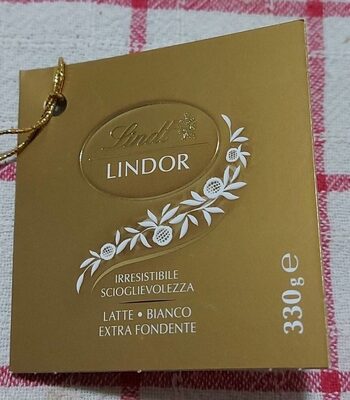 Lindt
LINDOR
IRRESISTIBILE
SCIOGLIEVOLEZZA
LATTE • BIANCO
EXTRA FONDENTE
330g ℮